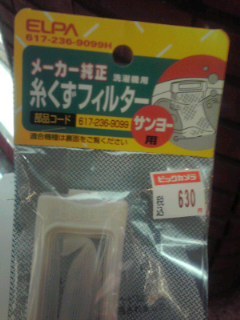 ELPA
617-236-9099H
メーカー純正 洗濯機用
糸くずフィルター
部品コード 617-236-9099
サンヨー用
適合機種は裏面をご覧ください
ビックカメラ
630